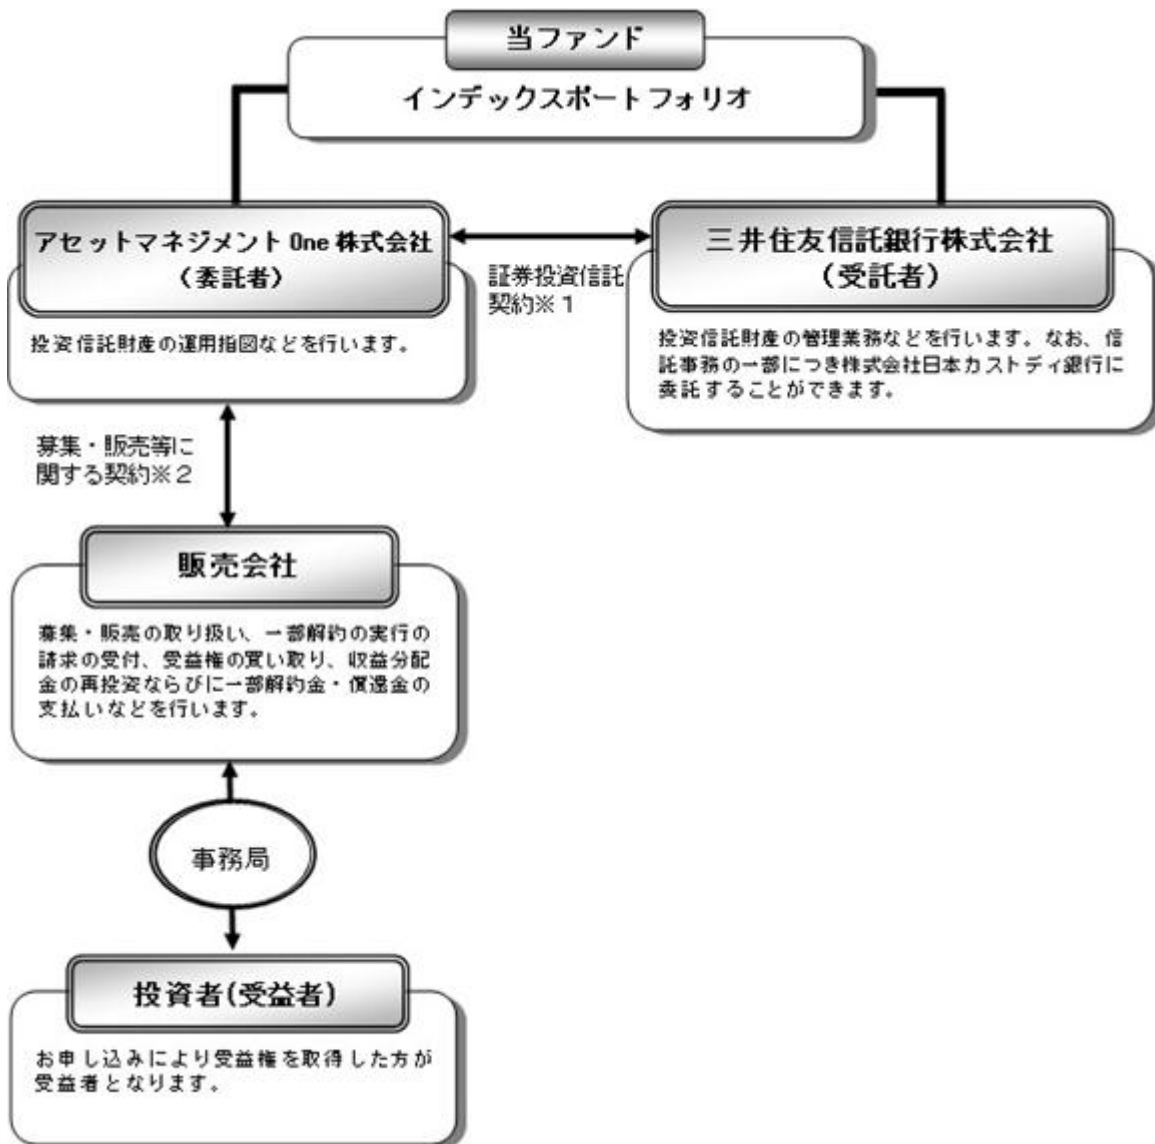 当ファンド
インデックスポートフォリオ
アセットマネジメント One 株式会社
(委託者)
投資信託財産の運用指図などを行います。
証券投資信託
契約※1
三井住友信託銀行株式会社
(受託者)
投資信託財産の管理業務などを行います。なお、信
託事務の一部につき株式会社日本カストディ銀行に
委託することができます。
募集・販売等に
関する契約※2
販売会社
募集・販売の取り扱い、一部解約の実行の
請求の受付、受益権の買い取り、収益分配
金の再投資ならびに一部解約金・償還金の
支払いなどを行います。
事務局
投資者(受益者)
お申し込みにより受益権を取得した方が
受益者となります。